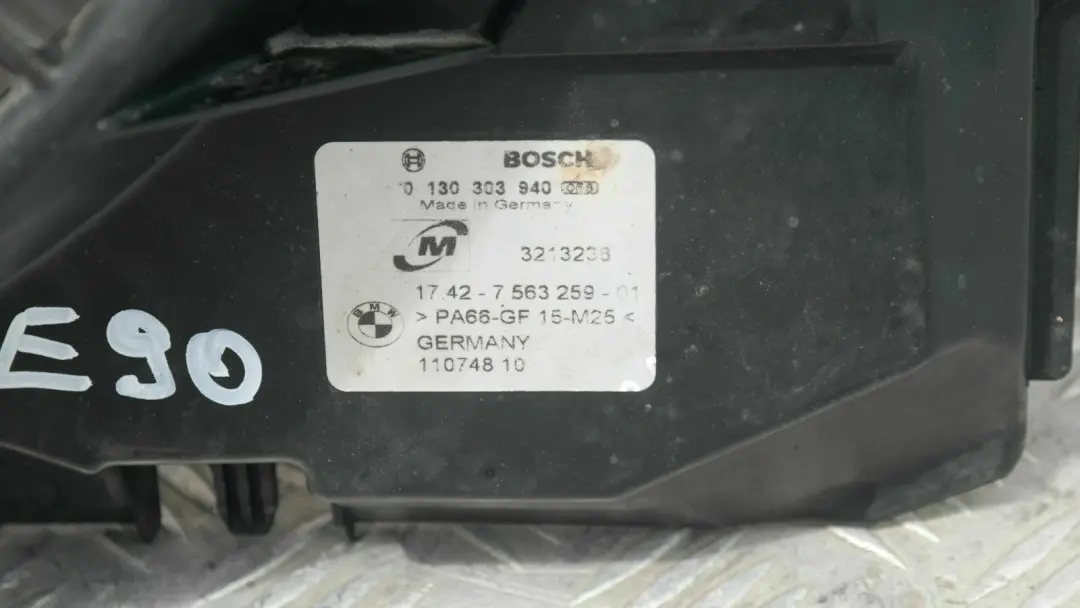 BOSCH
0 130 303 940
Made in Germany
M
3213238
17.42 - 7 563 259 - 01
BMW
> PA66-GF 15-M25 <
GERMANY
110748 10
E90